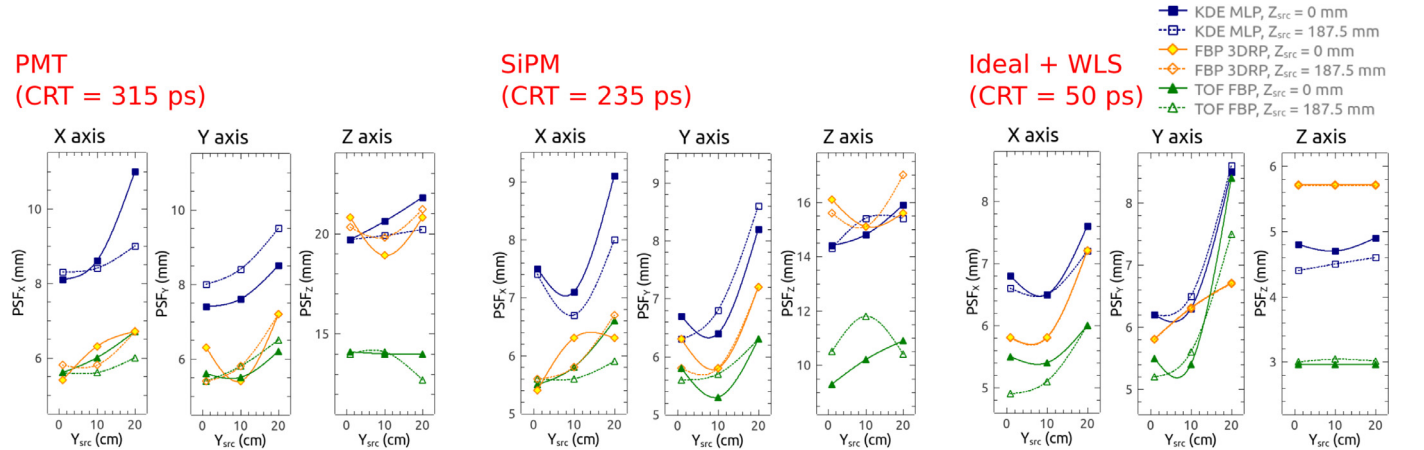 KDE MLP, Zsrc = 0 mm
KDE MLP, Zsrc = 187.5 mm
FBP 3DRP, Zsrc = 0 mm
FBP 3DRP, Zsrc = 187.5 mm
TOF FBP, Zsrc = 0 mm
TOF FBP, Zsrc = 187.5 mm
PMT
(CRT = 315 ps)
X axis
PSFX (mm)
10
8
6
0 10 20
Ysrc (cm)
Y axis
PSFY (mm)
10
8
6
0 10 20
Ysrc (cm)
Z axis
PSFZ (mm)
20
14
0 10 20
Ysrc (cm)
SiPM
(CRT = 235 ps)
X axis
PSFX (mm)
9
8
7
6
5
0 10 20
Ysrc (cm)
Y axis
PSFY (mm)
9
8
7
6
5
0 10 20
Ysrc (cm)
Z axis
PSFZ (mm)
16
14
12
10
0 10 20
Ysrc (cm)
Ideal + WLS
(CRT = 50 ps)
X axis
PSFX (mm)
8
7
6
5
0 10 20
Ysrc (cm)
Y axis
PSFY (mm)
8
7
6
5
0 10 20
Ysrc (cm)
Z axis
PSFZ (mm)
6
5
4
3
0 10 20
Ysrc (cm)